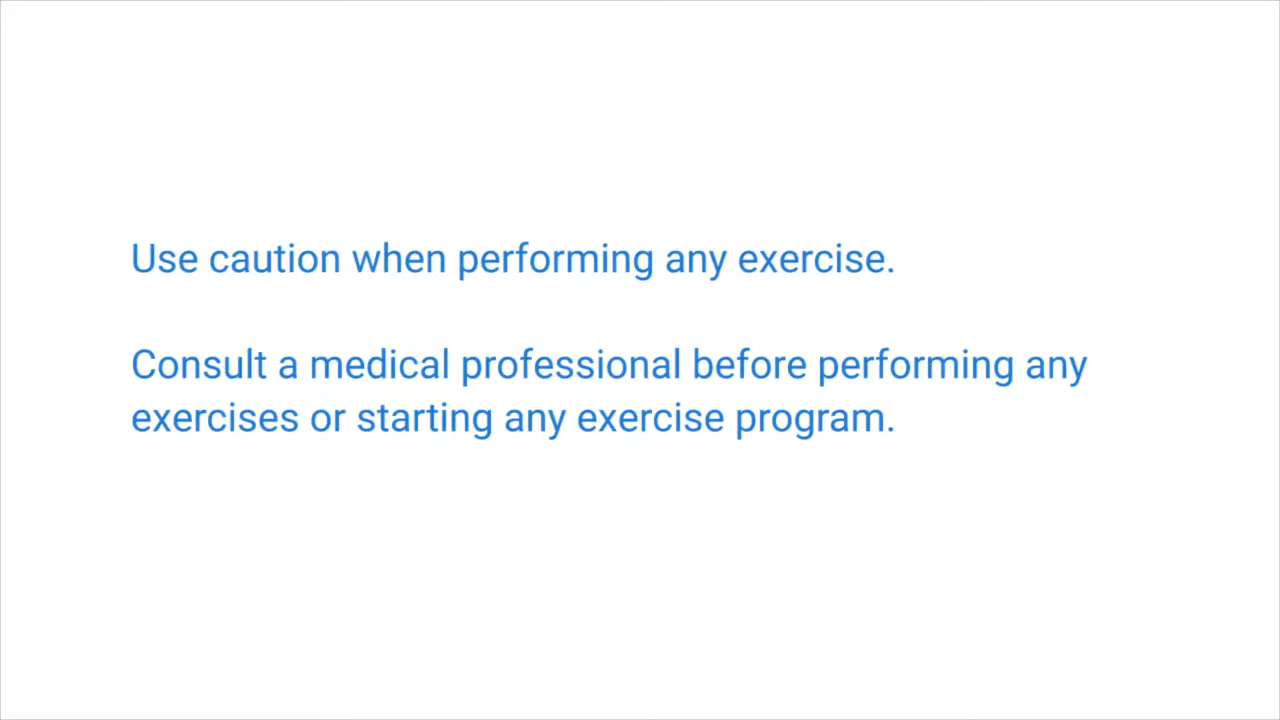 Use caution when performing any exercise.
Consult a medical professional before performing any
exercises or starting any exercise program.